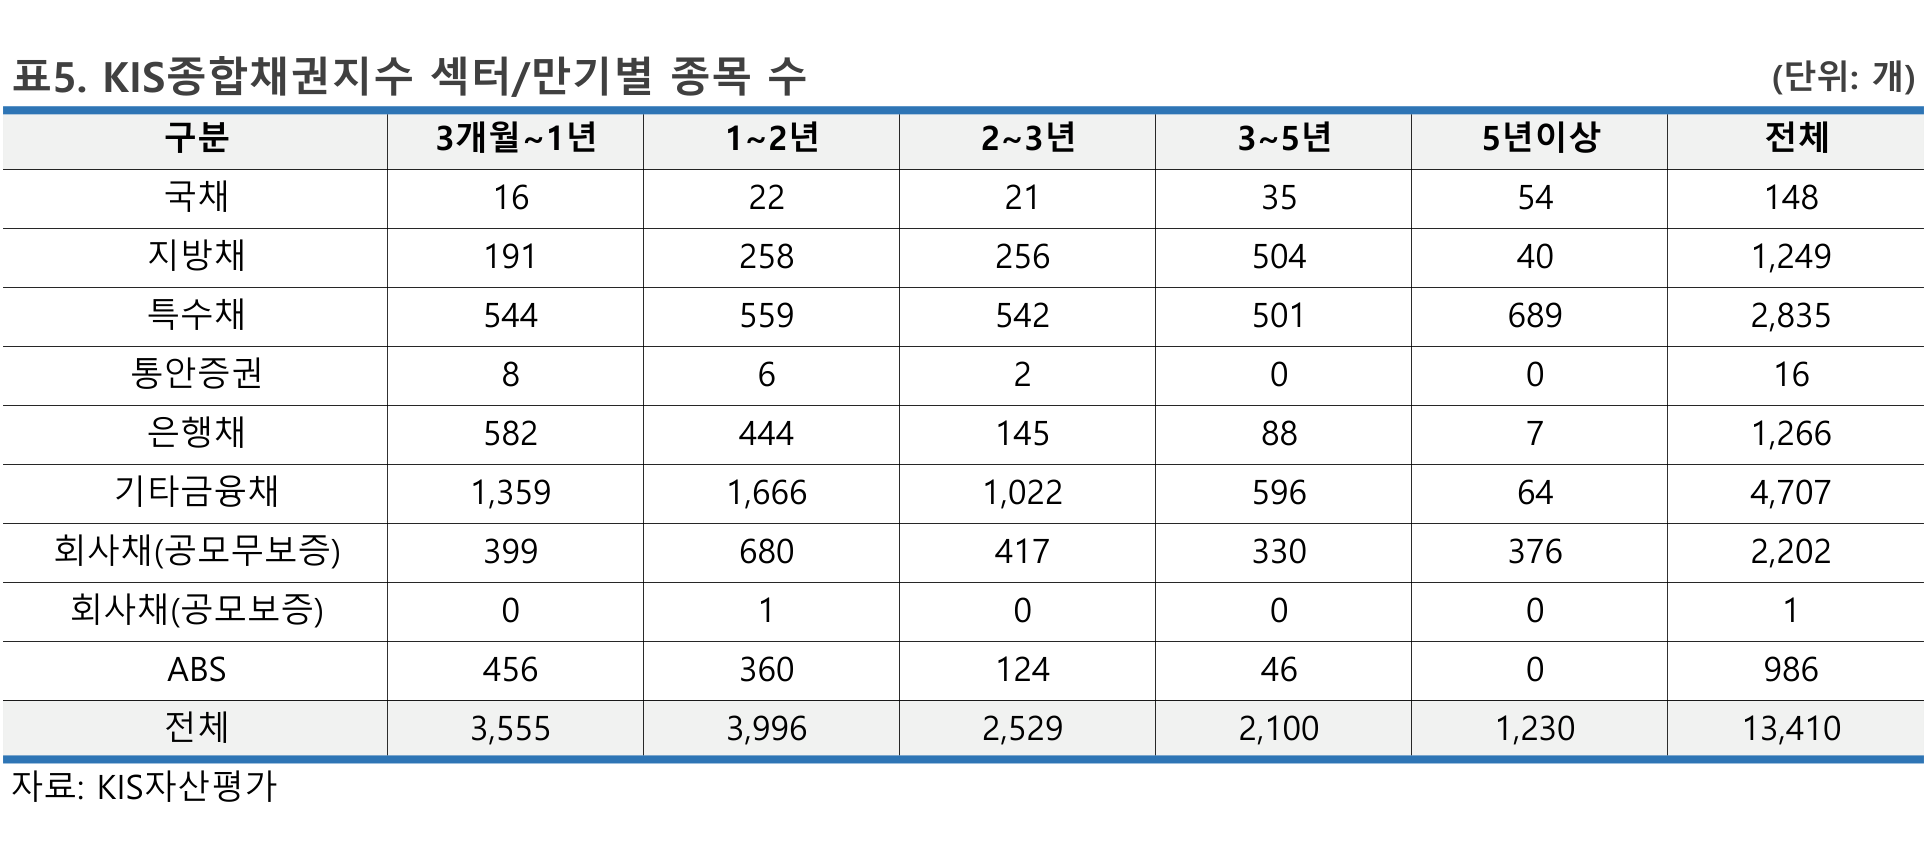 표5. KIS종합채권지수 섹터/만기별 종목 수 (단위: 개)
구분 3개월~1년 1~2년 2~3년 3~5년 5년이상 전체
국채 16 22 21 35 54 148
지방채 191 258 256 504 40 1,249
특수채 544 559 542 501 689 2,835
통안증권 8 6 2 0 0 16
은행채 582 444 145 88 7 1,266
기타금융채 1,359 1,666 1,022 596 64 4,707
회사채(공모무보증) 399 680 417 330 376 2,202
회사채(공모보증) 0 1 0 0 0 1
ABS 456 360 124 46 0 986
전체 3,555 3,996 2,529 2,100 1,230 13,410
자료: KIS자산평가